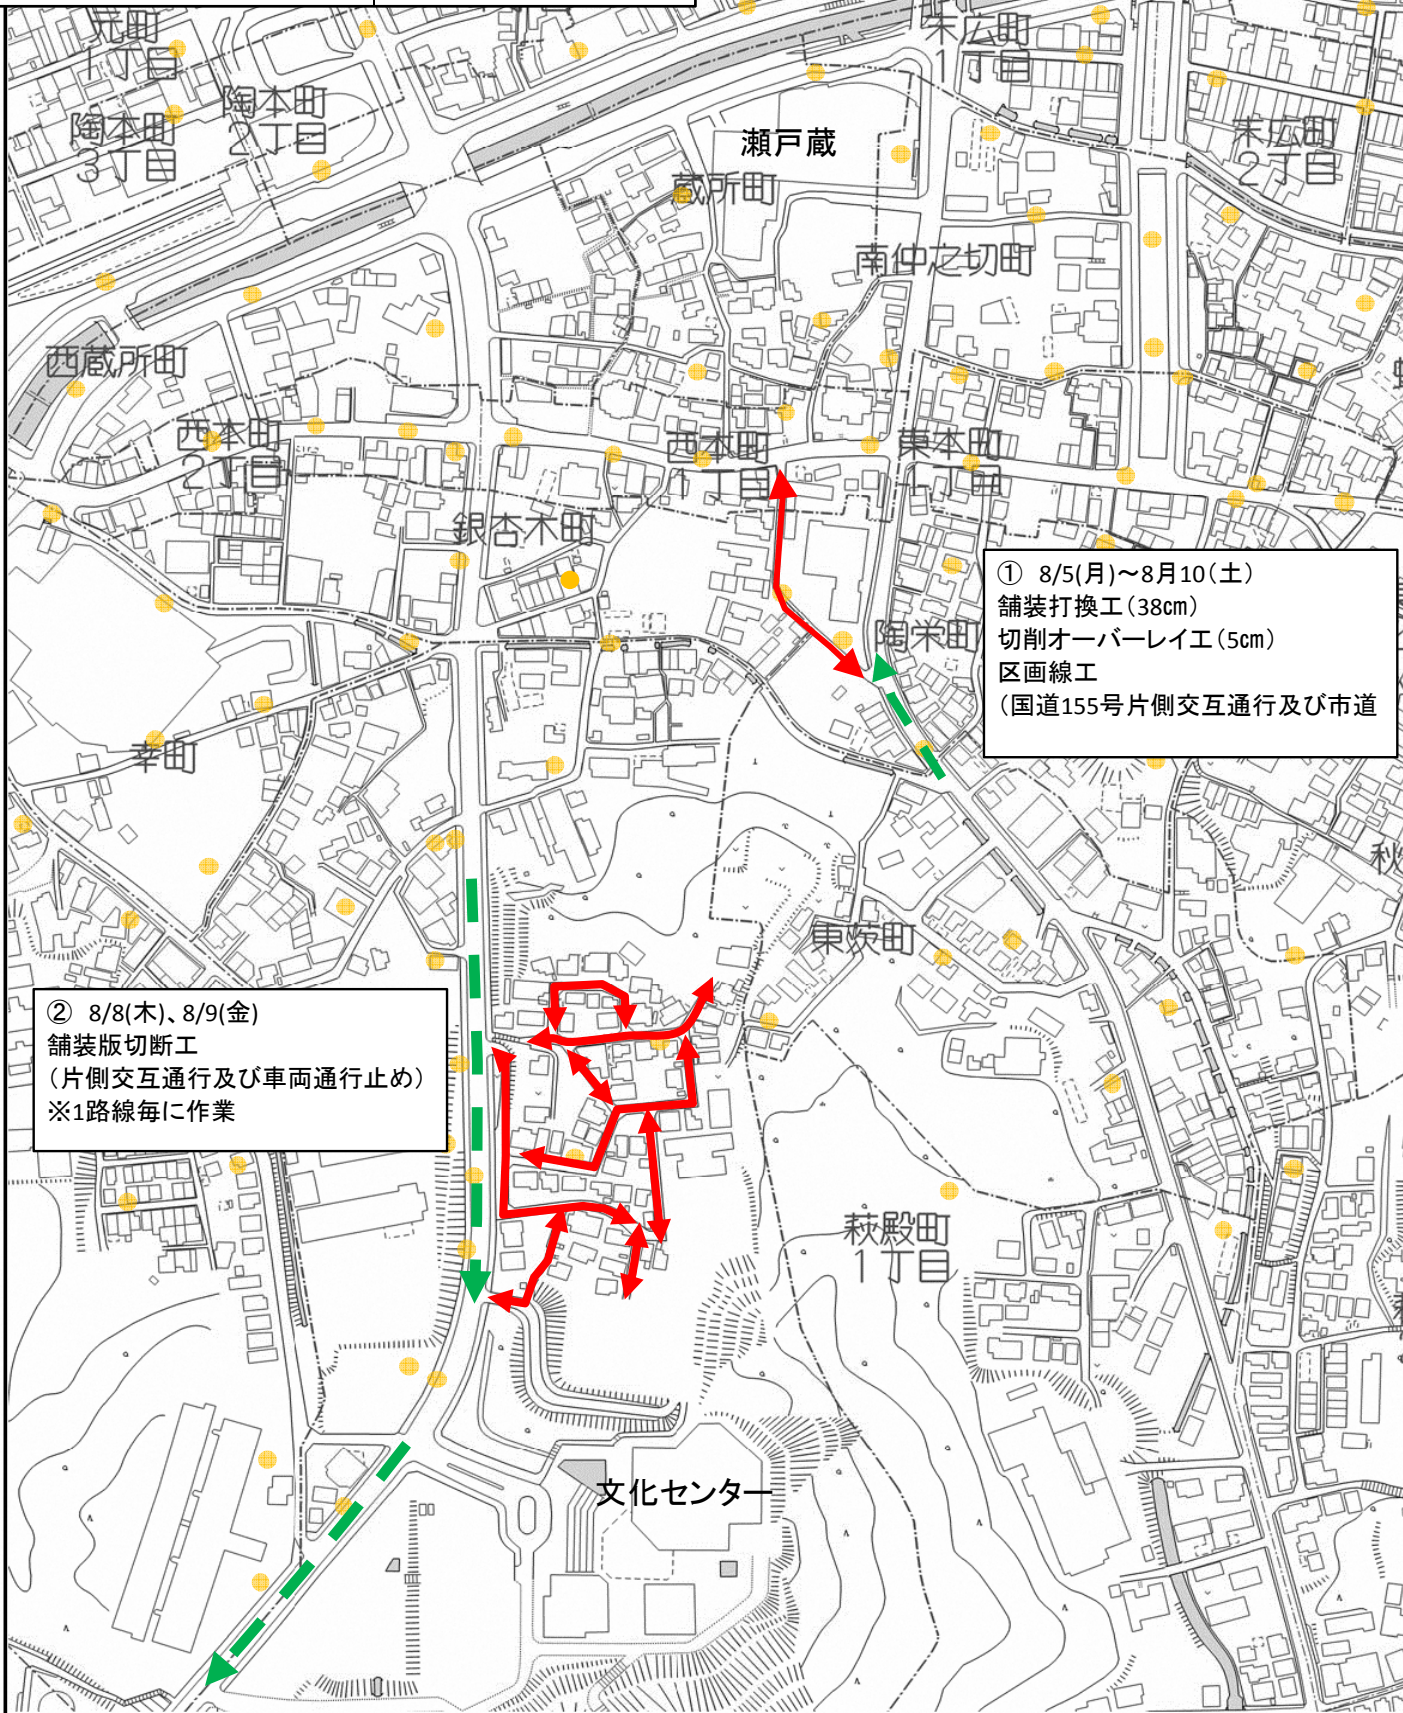 元町
1丁目
陶本町
2丁目
陶本町
3丁目
末広町
1丁目
末広町
2丁目
瀬戸蔵
蔵所町
南仲之切町
西蔵所町
西本町
2丁目
西本町
1丁目
東本町
1丁目
銀杏木町
① 8/5(月)～8月10(土)
舗装打換工(38㎝)
切削オーバーレイ工(5㎝)
区画線工
(国道155号片側交互通行及び市道
陶栄町
幸町
東茨町
② 8/8(木)、8/9(金)
舗装版切断工
(片側交互通行及び車両通行止め)
※1路線毎に作業
萩殿町
1丁目
文化センター